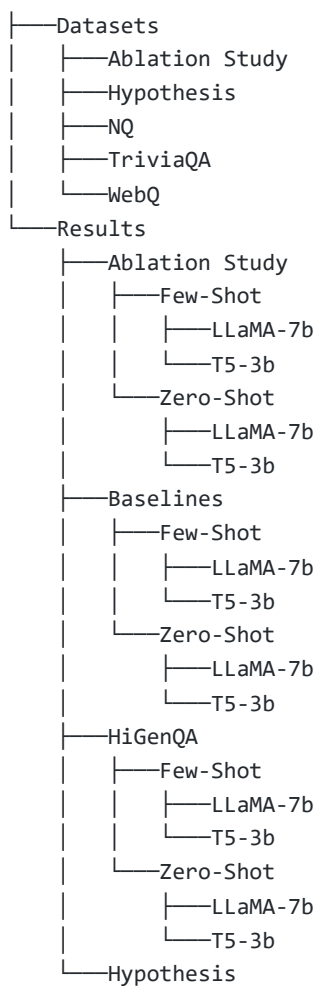 ├───Datasets
│   ├───Ablation Study
│   ├───Hypothesis
│   ├───NQ
│   ├───TriviaQA
│   └───WebQ
└───Results
    ├───Ablation Study
    │   ├───Few-Shot
    │   │   ├───LLaMA-7b
    │   │   └───T5-3b
    │   └───Zero-Shot
    │       ├───LLaMA-7b
    │       └───T5-3b
    ├───Baselines
    │   ├───Few-Shot
    │   │   ├───LLaMA-7b
    │   │   └───T5-3b
    │   └───Zero-Shot
    │       ├───LLaMA-7b
    │       └───T5-3b
    ├───HiGenQA
    │   ├───Few-Shot
    │   │   ├───LLaMA-7b
    │   │   └───T5-3b
    │   └───Zero-Shot
    │       ├───LLaMA-7b
    │       └───T5-3b
    └───Hypothesis